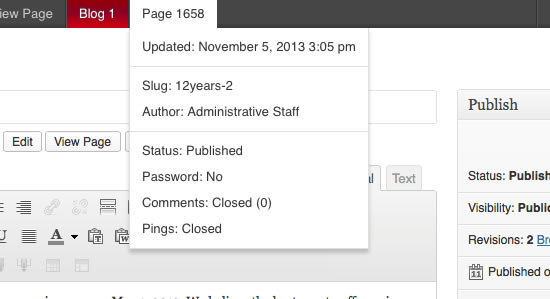 View Page Blog 1 Page 1658
Updated: November 5, 2013 3:05 pm
Slug: 12years-2
Author: Administrative Staff
Publish
Edit View Page
Status: Published
Password: No
Text
Status: Publish
Comments: Closed (0)
Visibility: Public
Pings: Closed
Revisions: 2 Br
U A
11 Published o